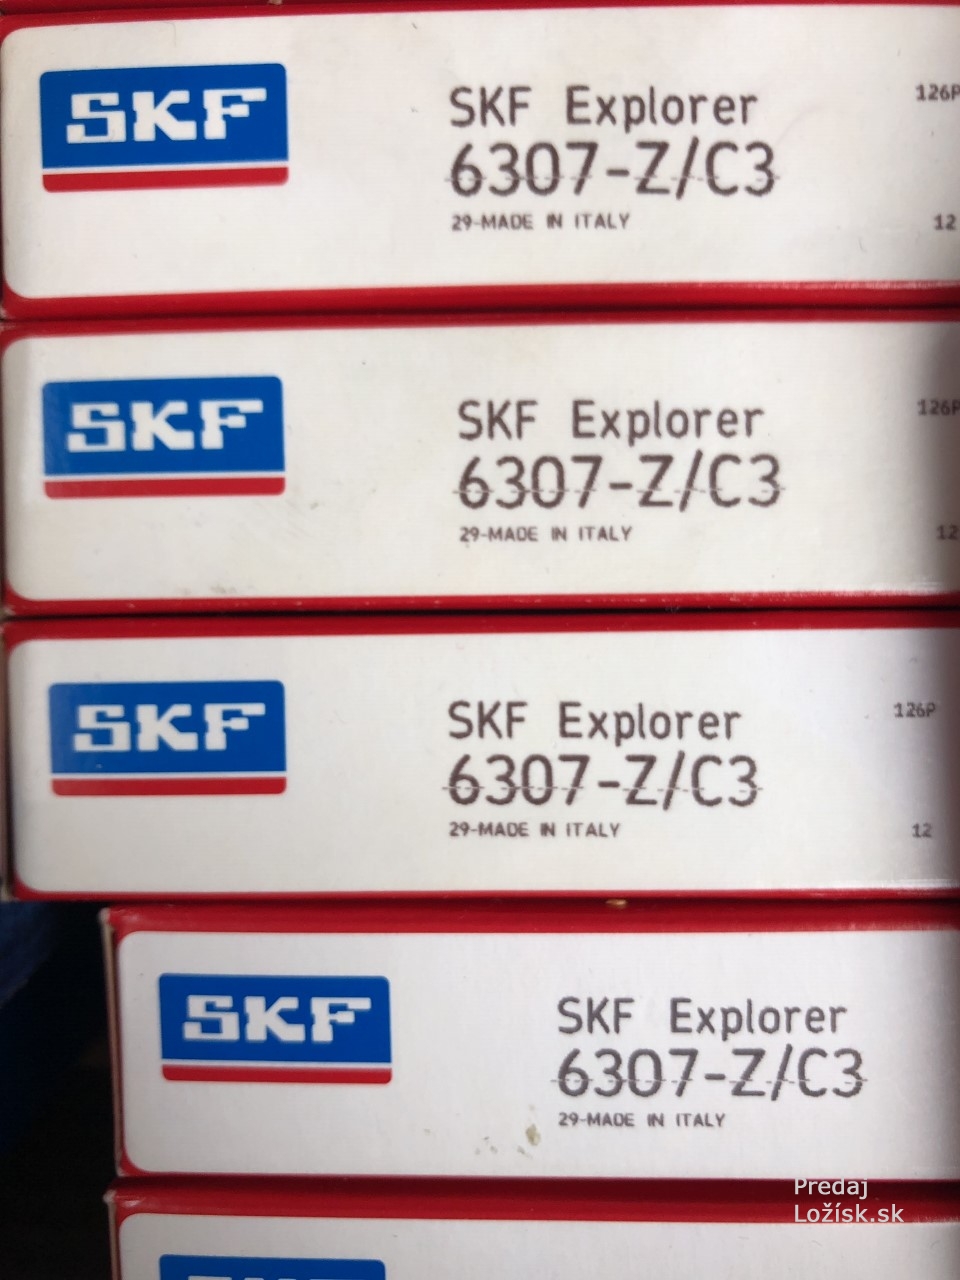 SKF
SKF Explorer
6307-Z/C3
29-MADE IN ITALY
126P
12
SKF
SKF Explorer
6307-Z/C3
29-MADE IN ITALY
126P
12
SKF
SKF Explorer
6307-Z/C3
29-MADE IN ITALY
126P
12
SKF
SKF Explorer
6307-Z/C3
29-MADE IN ITALY
Predaj
Ložísk.sk